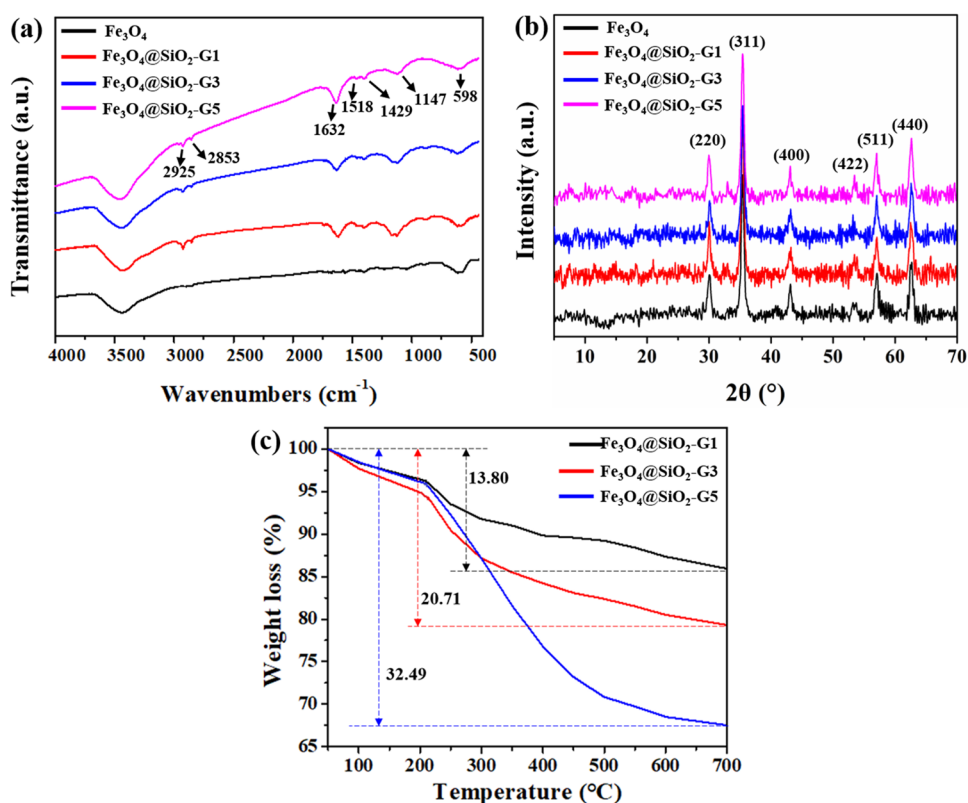 (a)
Fe₃O₄
Fe₃O₄@SiO₂-G1
Fe₃O₄@SiO₂-G3
Fe₃O₄@SiO₂-G5
2925
2853
1632
1518
1429
1147
598
Transmittance (a.u.)
4000 3500 3000 2500 2000 1500 1000 500
Wavenumbers (cm⁻¹)
(b)
Fe₃O₄
Fe₃O₄@SiO₂-G1
Fe₃O₄@SiO₂-G3
Fe₃O₄@SiO₂-G5
(220)
(311)
(400)
(422)
(511)
(440)
Intensity (a.u.)
10 20 30 40 50 60 70
2θ (°)
(c)
Fe₃O₄@SiO₂-G1
Fe₃O₄@SiO₂-G3
Fe₃O₄@SiO₂-G5
13.80
20.71
32.49
Weight loss (%)
100
95
90
85
80
75
70
65
100 200 300 400 500 600 700
Temperature (°C)